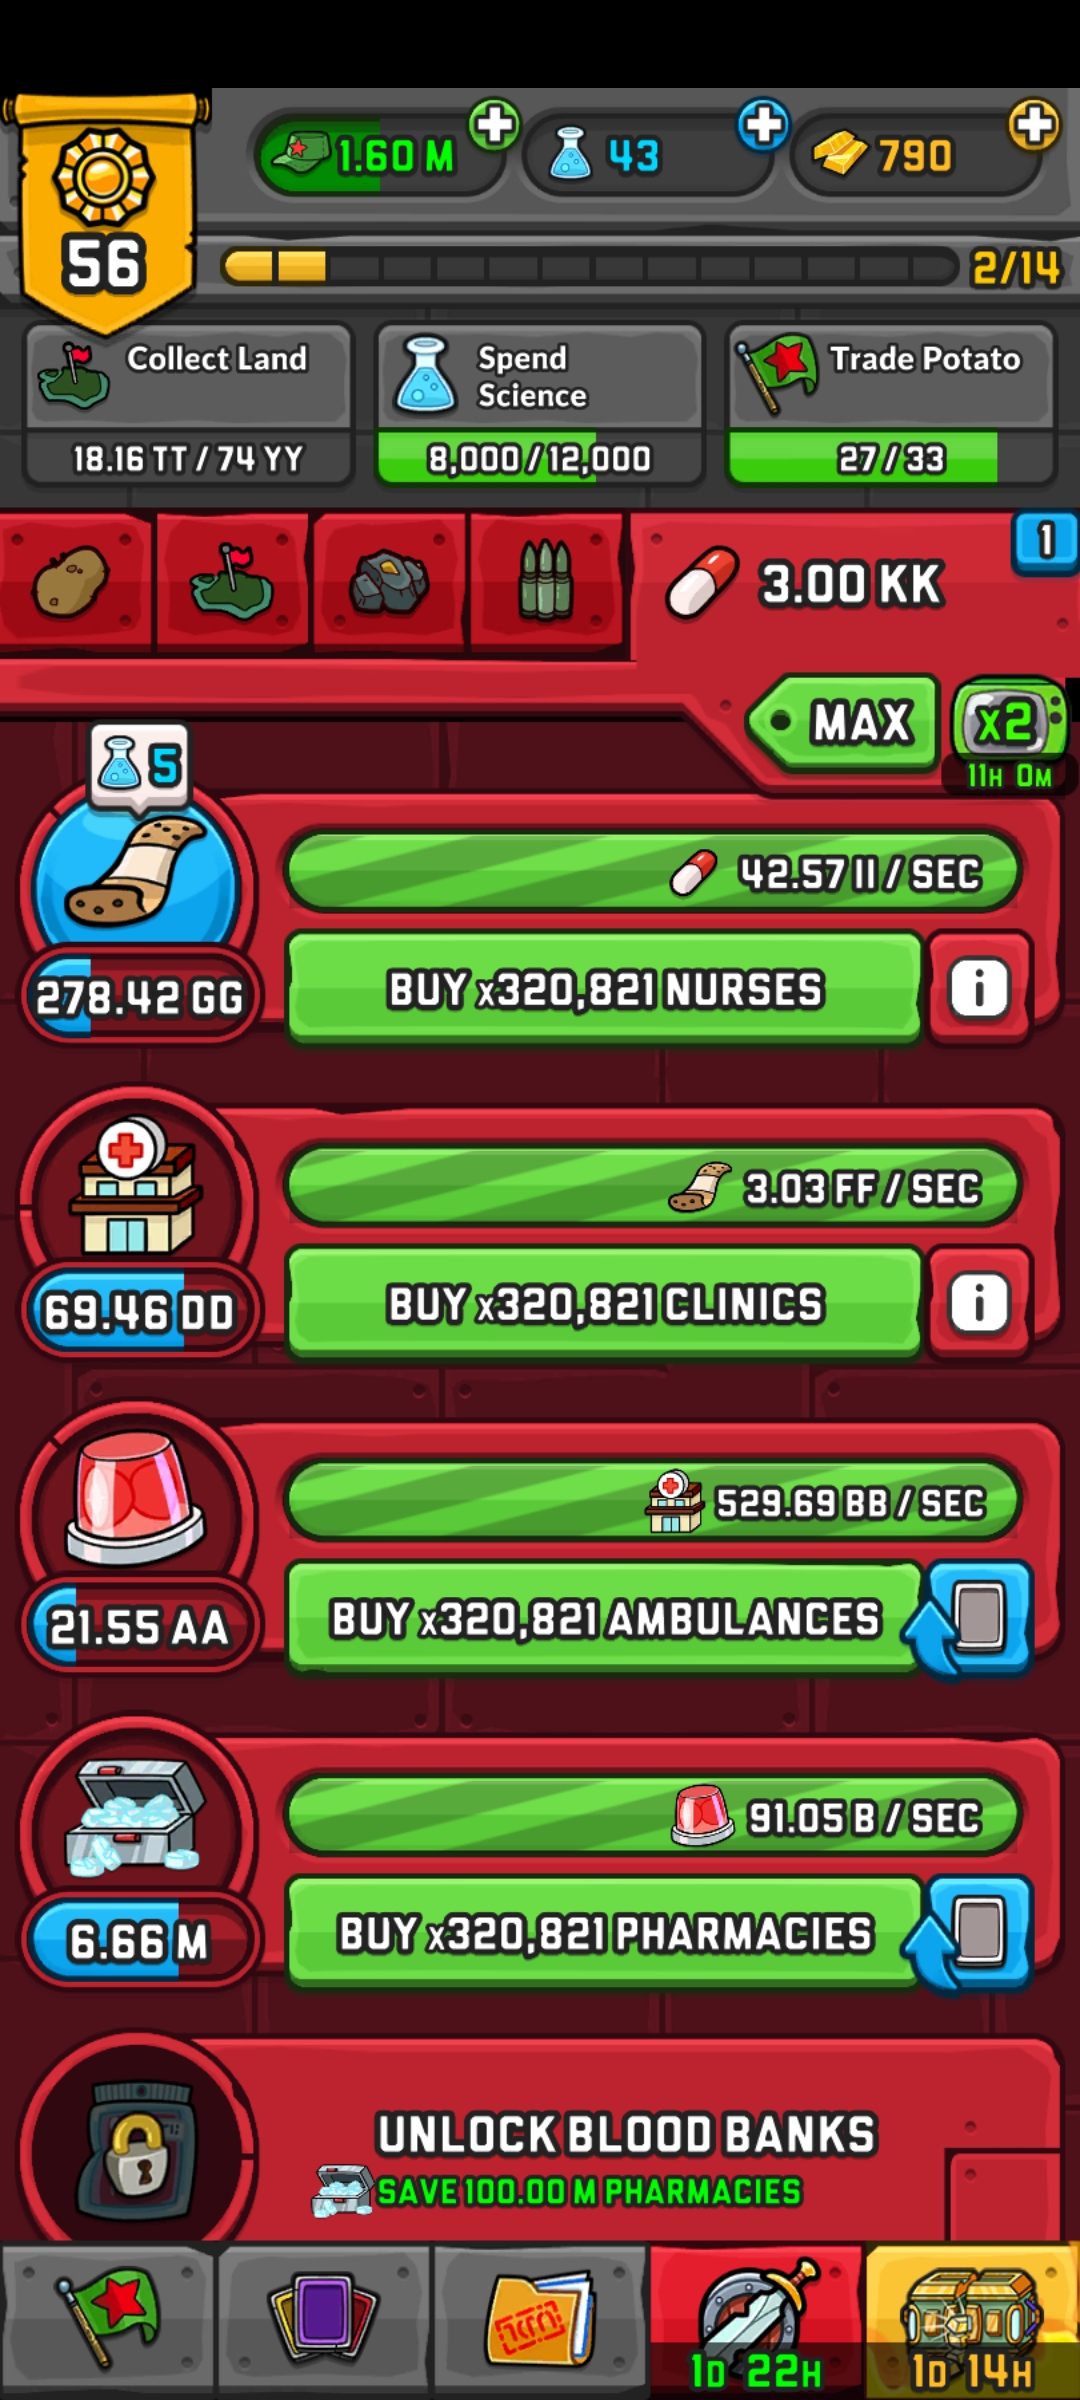 1.60 M
43
790
56
2/14
Collect Land
18.16 TT / 74 YY
Spend
Science
8,000/12,000
Trade Potato
27/33
3.00 KK
1
MAX
x2
11H 0M
5
42.57 II / SEC
278.42 GG
BUY x320,821 NURSES
i
3.03 FF / SEC
69.46 DD
BUY x320,821 CLINICS
i
529.69 BB / SEC
21.55 AA
BUY x320,821 AMBULANCES
91.05 B / SEC
6.66 M
BUY x320,821 PHARMACIES
UNLOCK BLOOD BANKS
SAVE 100.00 M PHARMACIES
1D 22H
1D 14H